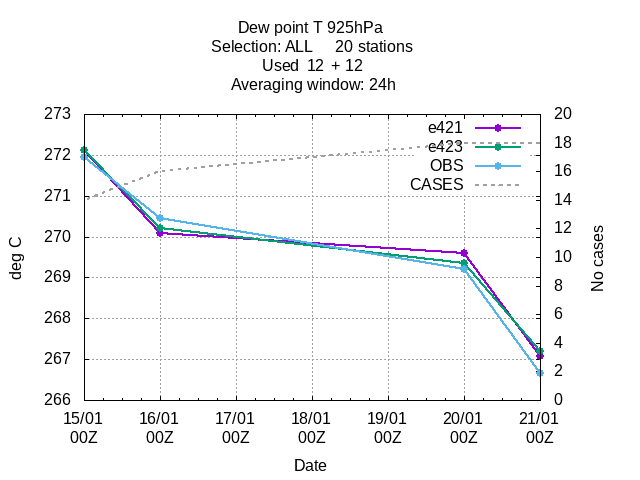 Dew point T 925hPa
Selection: ALL     20 stations
Used  12 + 12
Averaging window: 24h
273
272
271
270
269
268
267
266
deg C
20
18
16
14
12
10
8
6
4
2
0
No cases
e421
e423
OBS
CASES
15/01 16/01 17/01 18/01 19/01 20/01 21/01
00Z 00Z 00Z 00Z 00Z 00Z 00Z
Date